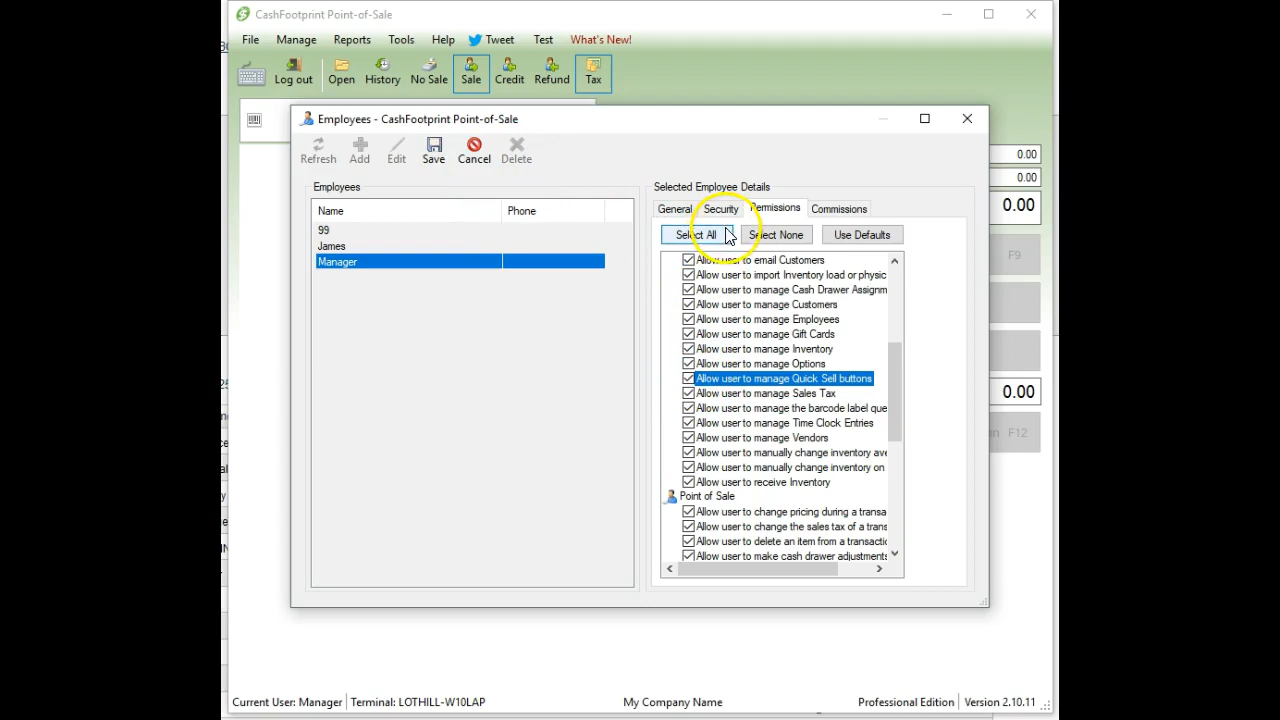 CashFootprint Point-of-Sale
File Manage Reports Tools Help Tweet Test What's New!
Log out Open History No Sale Sale Credit Refund Tax
Employees - CashFootprint Point-of-Sale
Refresh Add Edit Save Cancel Delete
0.00
0.00
0.00
F9
0.00
F12
Employees
Name Phone
99
James
Manager
Selected Employee Details
General Security Permissions Commissions
Select All Select None Use Defaults
Allow user to email Customers
Allow user to import Inventory load or physic
Allow user to manage Cash Drawer Assignm
Allow user to manage Customers
Allow user to manage Employees
Allow user to manage Gift Cards
Allow user to manage Inventory
Allow user to manage Options
Allow user to manage Quick Sell buttons
Allow user to manage Sales Tax
Allow user to manage the barcode label que
Allow user to manage Time Clock Entries
Allow user to manage Vendors
Allow user to manually change inventory ave
Allow user to manually change inventory on
Allow user to receive Inventory
Point of Sale
Allow user to change pricing during a transa
Allow user to change the sales tax of a trans
Allow user to delete an item from a transactio
Allow user to make cash drawer adjustments
Current User: Manager Terminal: LOTHILL-W10LAP My Company Name Professional Edition Version 2.10.11